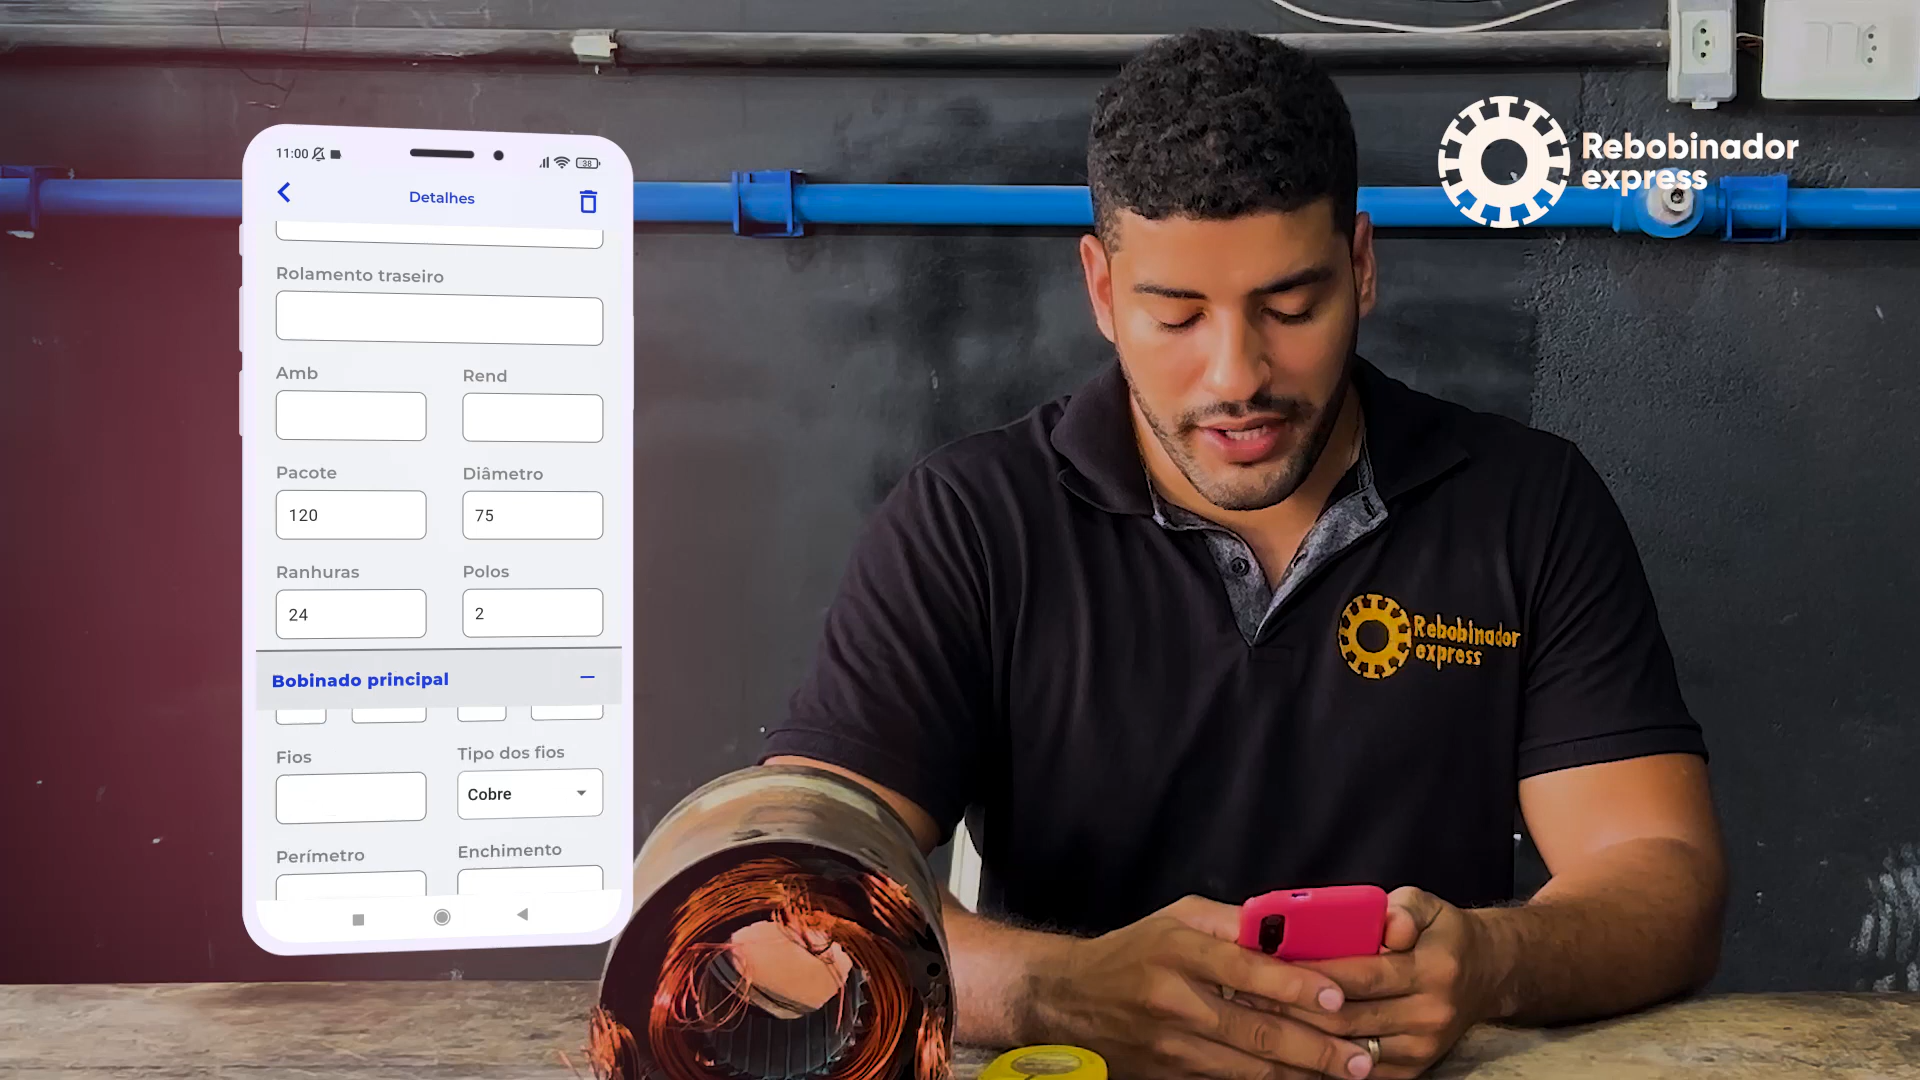 11:00
38
Detalhes
Rolamento traseiro
Amb
Rend
Pacote
Diâmetro
120
75
Ranhuras
Polos
24
2
Bobinado principal
Fios
Tipo dos fios
Cobre
Perímetro
Enchimento
Rebobinador
express
Rebobinador
express